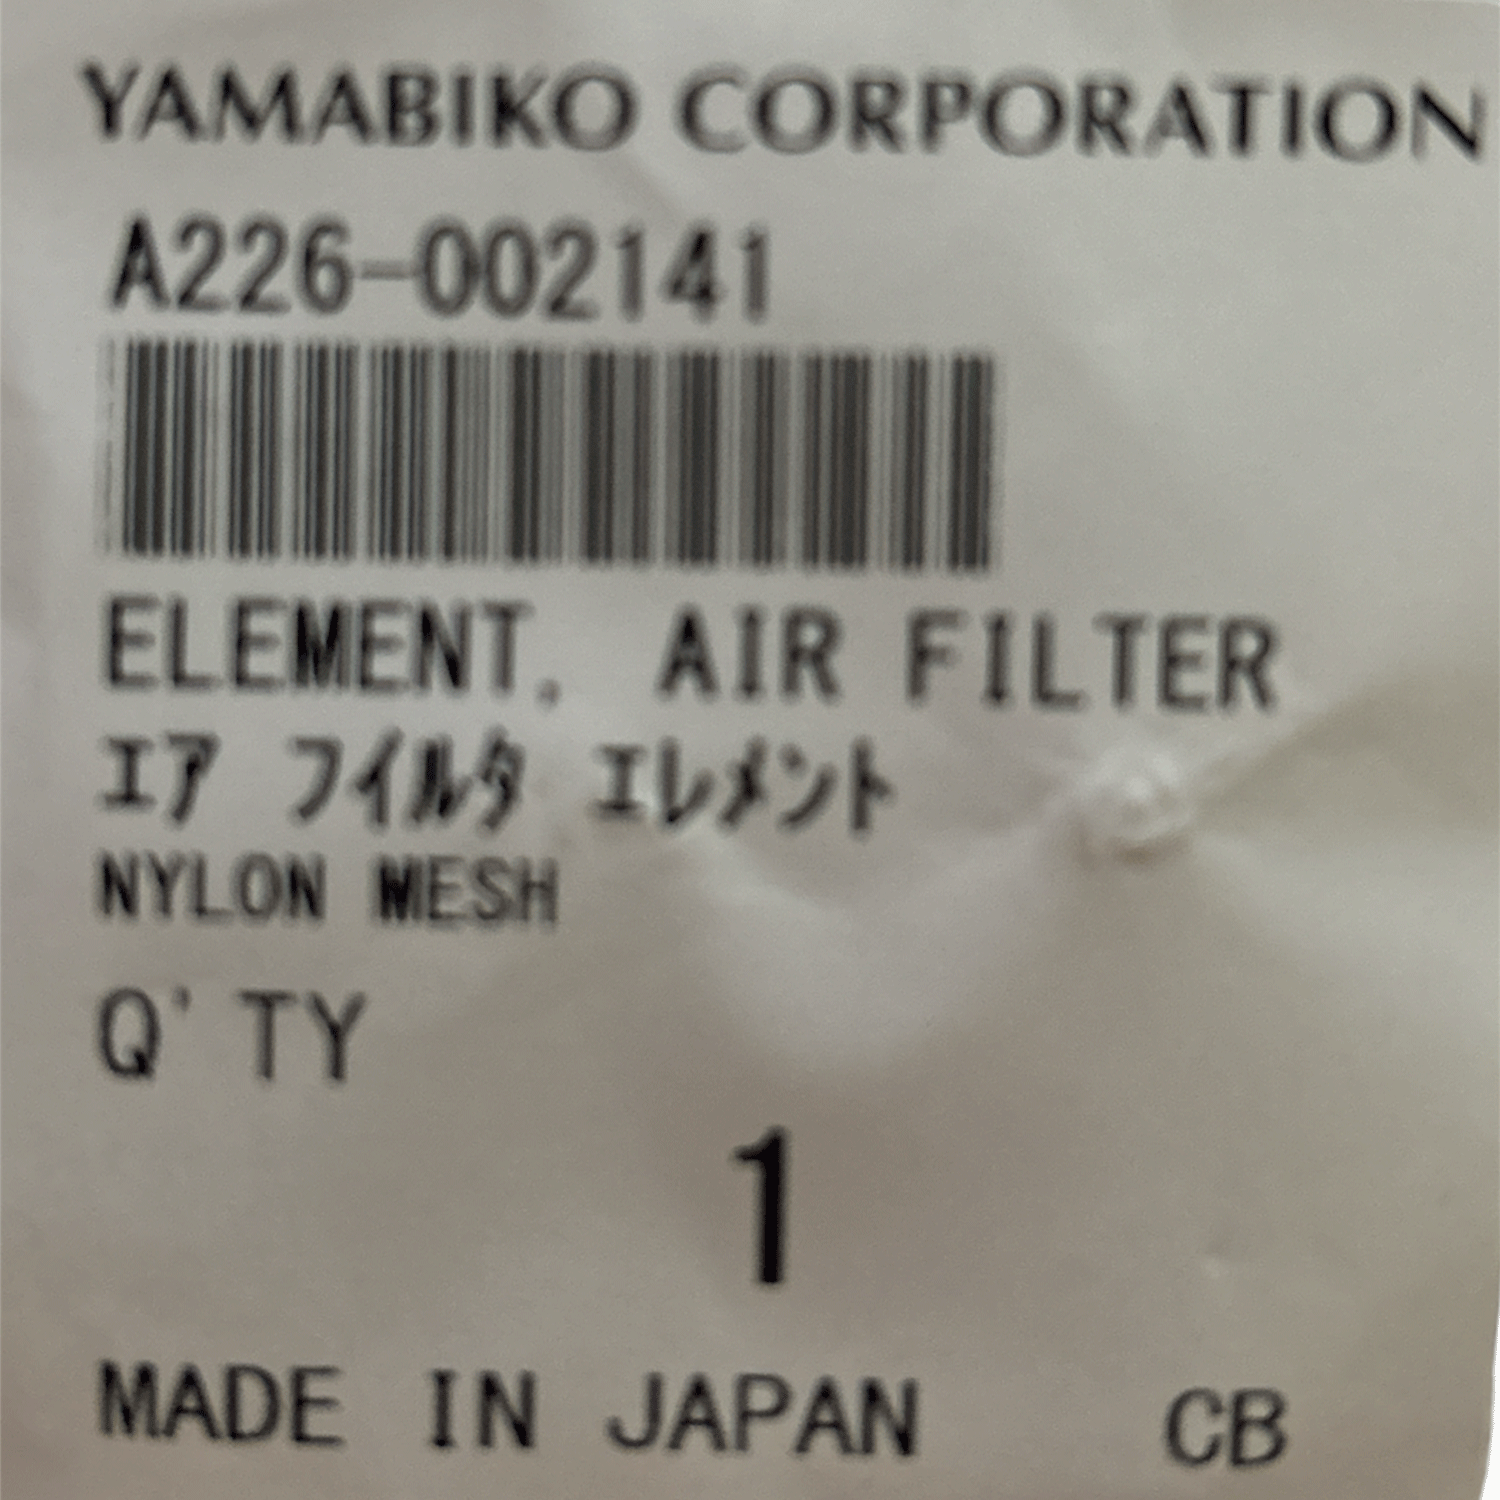 YAMABIKO CORPORATION
A226-002141
ELEMENT, AIR FILTER
エア フイルタ エレメント
NYLON MESH
Q'TY
1
MADE IN JAPAN CB